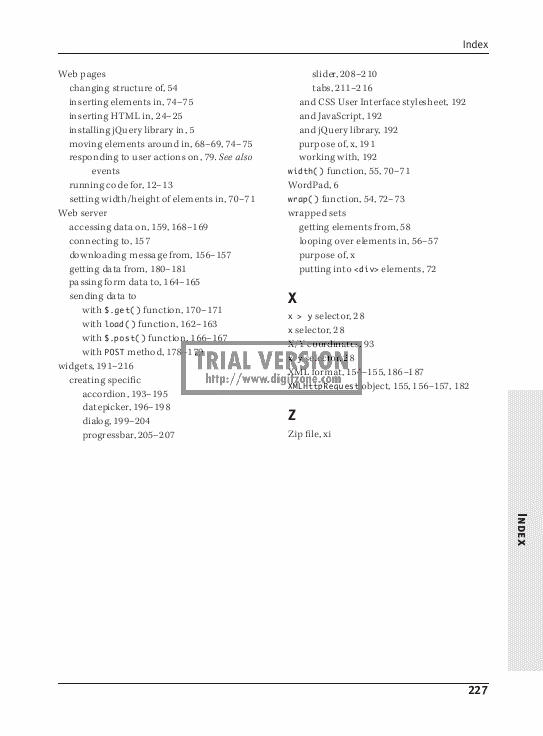 Index
Web pages
changing structure of, 54
inserting elements in, 74–75
inserting HTML in, 24–25
installing jQuery library in, 5
moving elements around in, 68–69, 74–75
responding to user actions on, 79. See also
events
running code for, 12–13
setting width/height of elements in, 70–71
Web server
accessing data on, 159, 168–169
connecting to, 157
downloading message from, 156–157
getting data from, 180–181
passing form data to, 164–165
sending data to
with $.get() function, 170–171
with load() function, 162–163
with $.post() function, 166–167
with POST method, 178–179
widgets, 191–216
creating specific
accordion, 193–195
datepicker, 196–198
dialog, 199–204
progressbar, 205–207
slider, 208–210
tabs, 211–216
and CSS User Interface stylesheet, 192
and JavaScript, 192
and jQuery library, 192
purpose of, x, 191
working with, 192
width() function, 55, 70–71
WordPad, 6
wrap() function, 54, 72–73
wrapped sets
getting elements from, 58
looping over elements in, 56–57
purpose of, x
putting into <div> elements, 72
X
x > y selector, 28
x selector, 28
X/Y coordinates, 93
selector, 28
XML format, 154–155, 186–187
XMLHttpRequest object, 155, 156–157, 182
Z
Zip file, xi
TRIAL VERSION
http://www.digitzone.com
INDEX
227